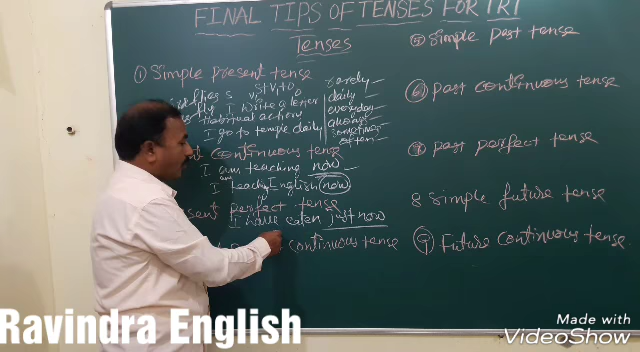 FINAL TIPS OF TENSES FOR TRT
Tenses
① Simple present tense
S+V1+O
I write a letter
Habitual action
I go to temple daily
rarely
daily
everyday
always
sometimes
often
continuous tense
I am teaching now
I teach English now
perfect tense
I have eaten just now
continuous tense
⑤ Simple past tense
⑥ past continuous tense
past perfect tense
8 Simple future tense
⑨ Future continuous tense
Ravindra English
Made with
VideoShow